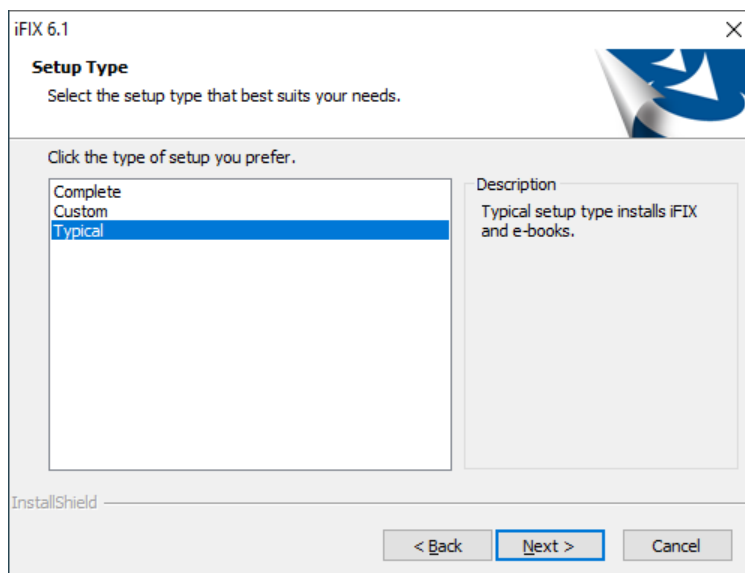 iFIX 6.1
Setup Type
Select the setup type that best suits your needs.
Click the type of setup you prefer.
Complete
Custom
Typical
Description
Typical setup type installs iFIX
and e-books.
InstallShield
< Back
Next >
Cancel